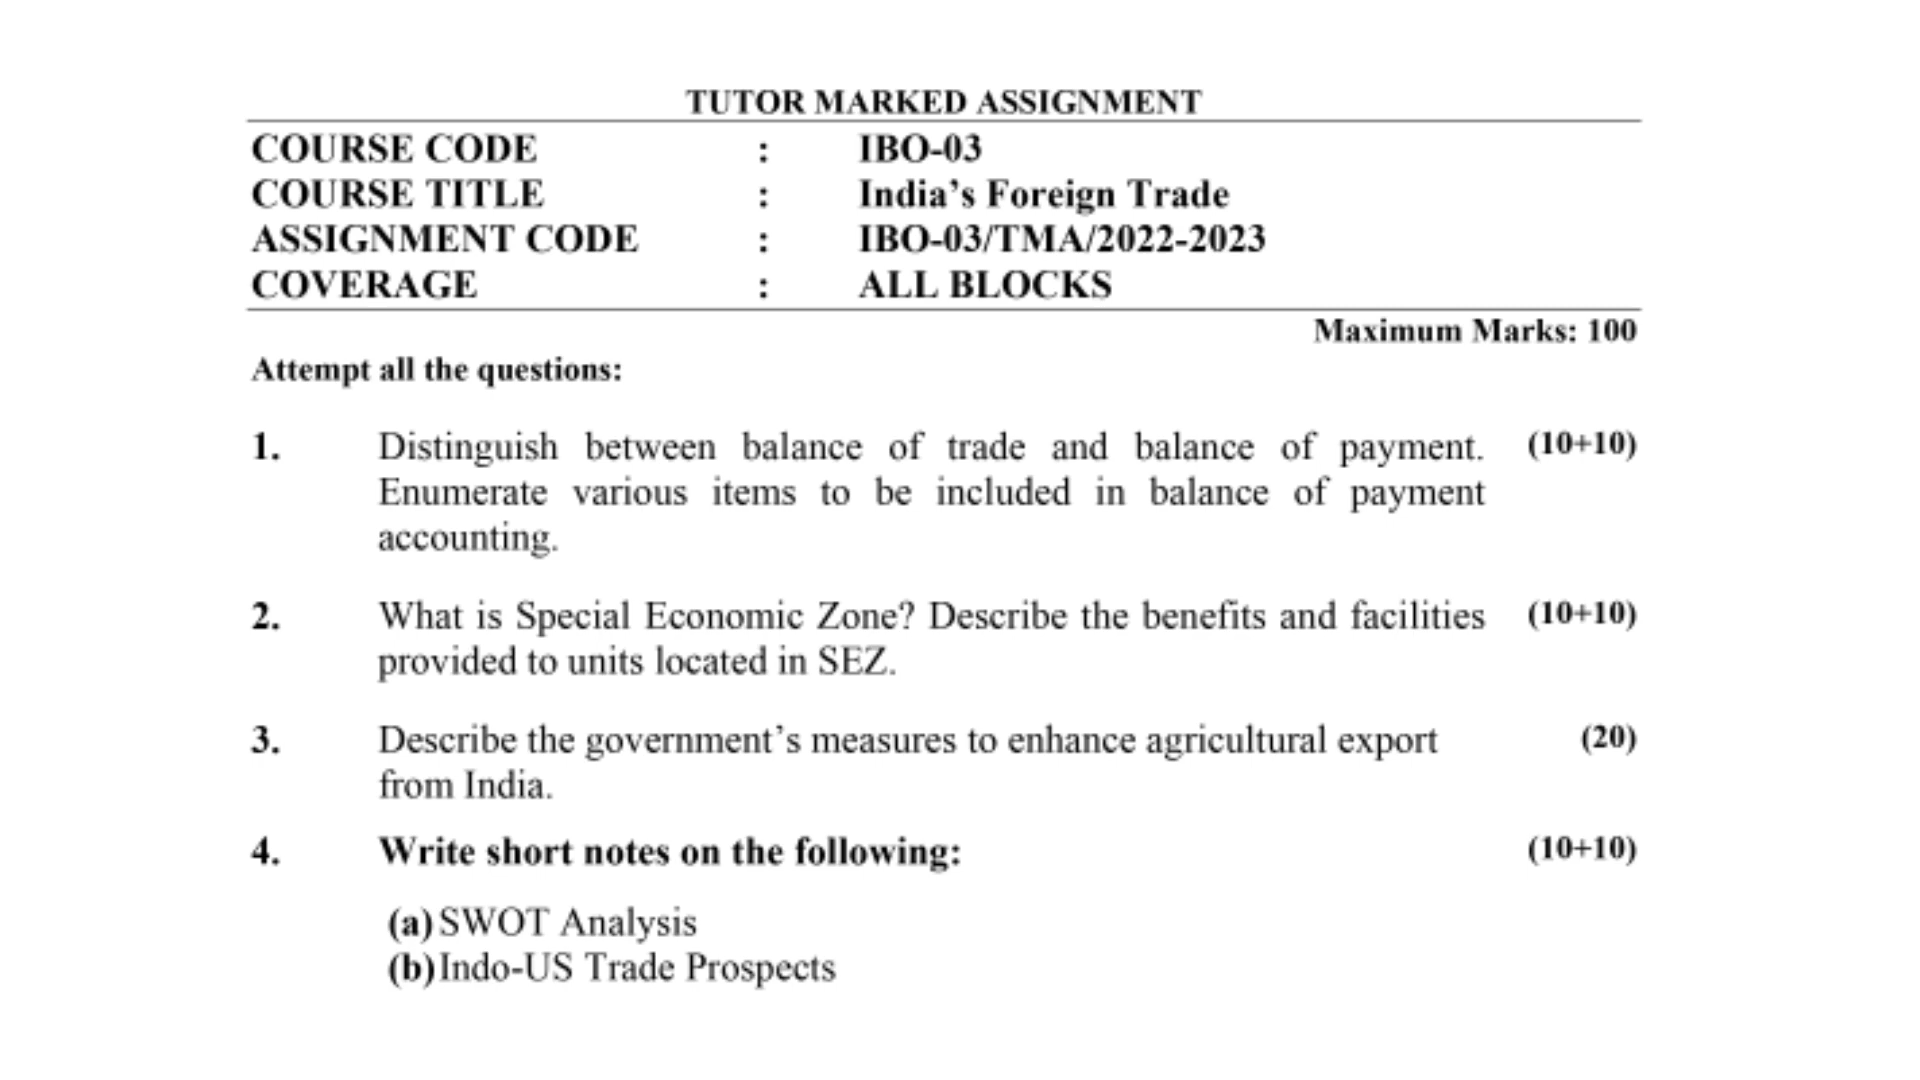 TUTOR MARKED ASSIGNMENT
COURSE CODE : IBO-03
COURSE TITLE : India’s Foreign Trade
ASSIGNMENT CODE : IBO-03/TMA/2022-2023
COVERAGE : ALL BLOCKS
Maximum Marks: 100
Attempt all the questions:
1. Distinguish between balance of trade and balance of payment. (10+10)
Enumerate various items to be included in balance of payment
accounting.
2. What is Special Economic Zone? Describe the benefits and facilities (10+10)
provided to units located in SEZ.
3. Describe the government’s measures to enhance agricultural export (20)
from India.
4. Write short notes on the following: (10+10)
(a) SWOT Analysis
(b) Indo-US Trade Prospects